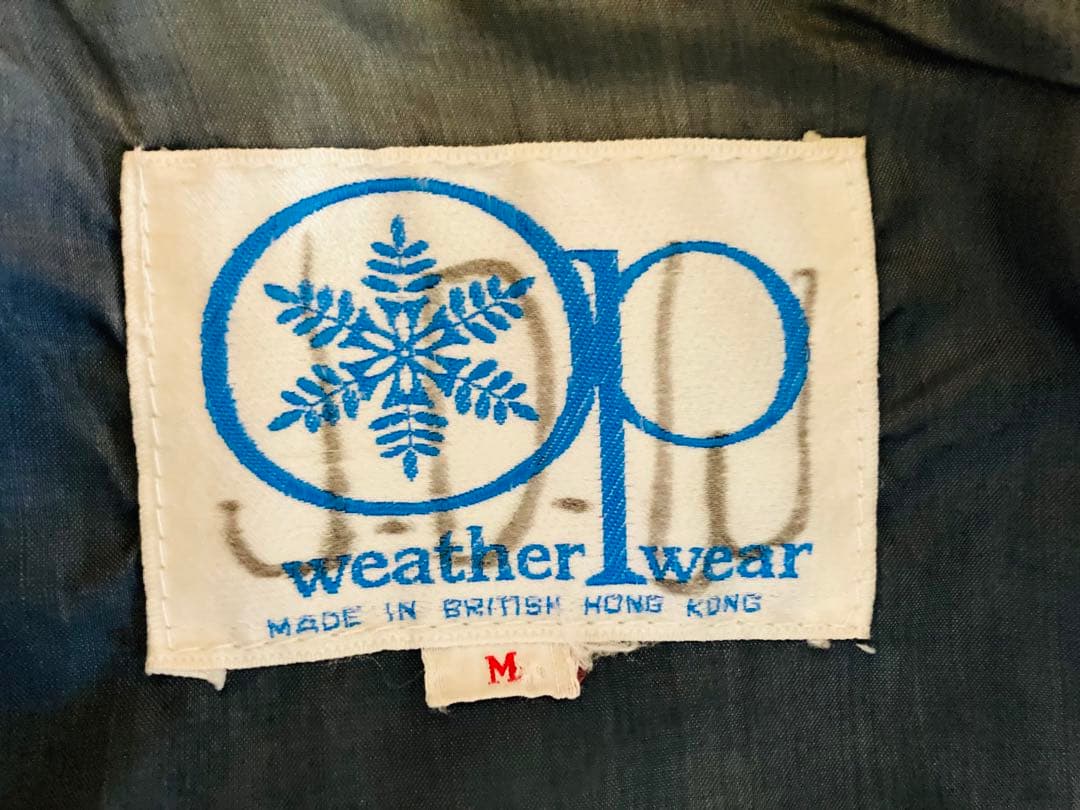 Op
weather wear
MADE IN BRITISH HONG KONG
M
J.D.W